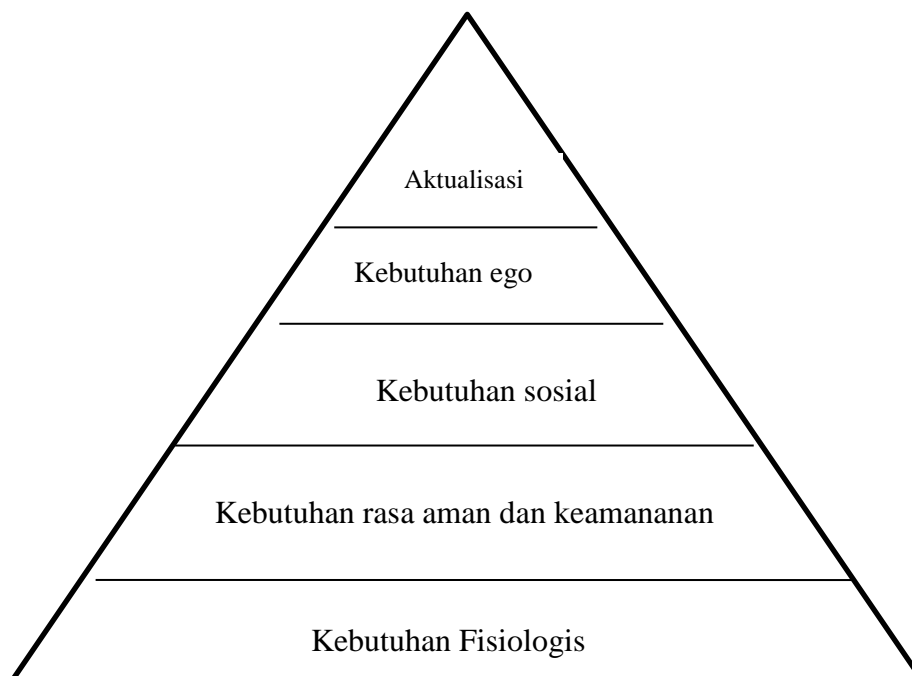 Aktualisasi
Kebutuhan ego
Kebutuhan sosial
Kebutuhan rasa aman dan keamananan
Kebutuhan Fisiologis